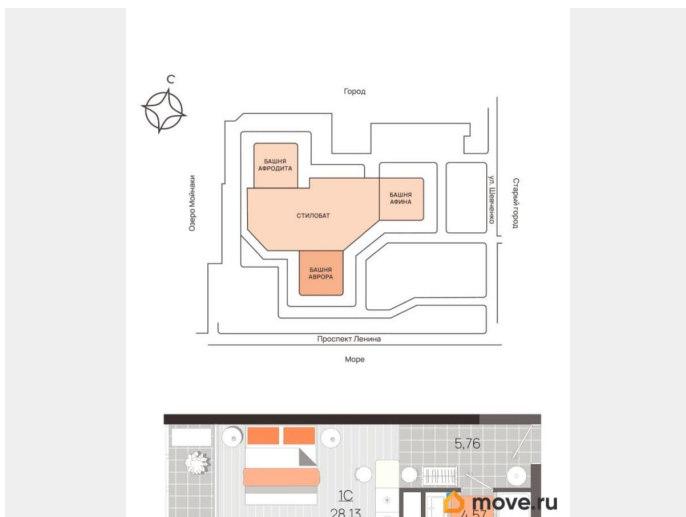 С
Город
БАШНЯ
АФРОДИТА
Озеро Мойнаки
СТИЛОБАТ
БАШНЯ
АФИНА
ул. Шевченко
Старый город
БАШНЯ
АВРОРА
Проспект Ленина
Море
5,76
1С
28,13
4,57
move.ru